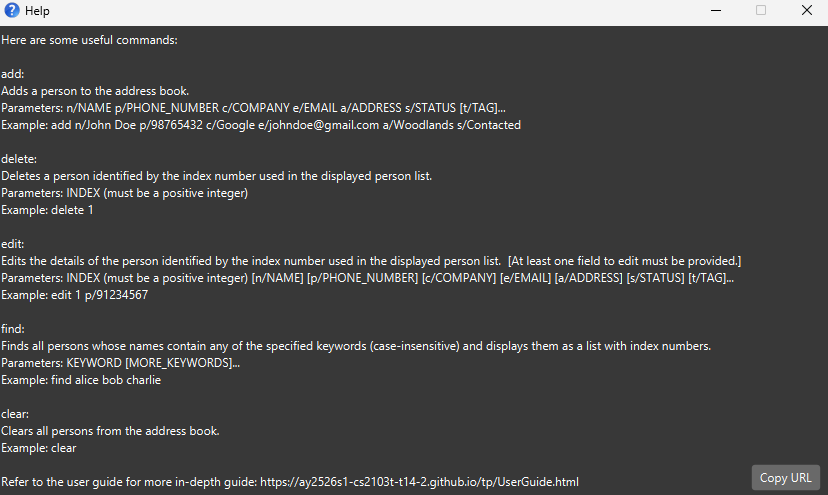 Help
Here are some useful commands:
add:
Adds a person to the address book.
Parameters: n/NAME p/PHONE_NUMBER c/COMPANY e/EMAIL a/ADDRESS s/STATUS [t/TAG]...
Example: add n/John Doe p/98765432 c/Google e/johndoe@gmail.com a/Woodlands s/Contacted
delete:
Deletes a person identified by the index number used in the displayed person list.
Parameters: INDEX (must be a positive integer)
Example: delete 1
edit:
Edits the details of the person identified by the index number used in the displayed person list.  [At least one field to edit must be provided.]
Parameters: INDEX (must be a positive integer) [n/NAME] [p/PHONE_NUMBER] [c/COMPANY] [e/EMAIL] [a/ADDRESS] [s/STATUS] [t/TAG]...
Example: edit 1 p/91234567
find:
Finds all persons whose names contain any of the specified keywords (case-insensitive) and displays them as a list with index numbers.
Parameters: KEYWORD [MORE_KEYWORDS]...
Example: find alice bob charlie
clear:
Clears all persons from the address book.
Example: clear
Refer to the user guide for more in-depth guide: https://ay2526s1-cs2103t-t14-2.github.io/tp/UserGuide.html
Copy URL